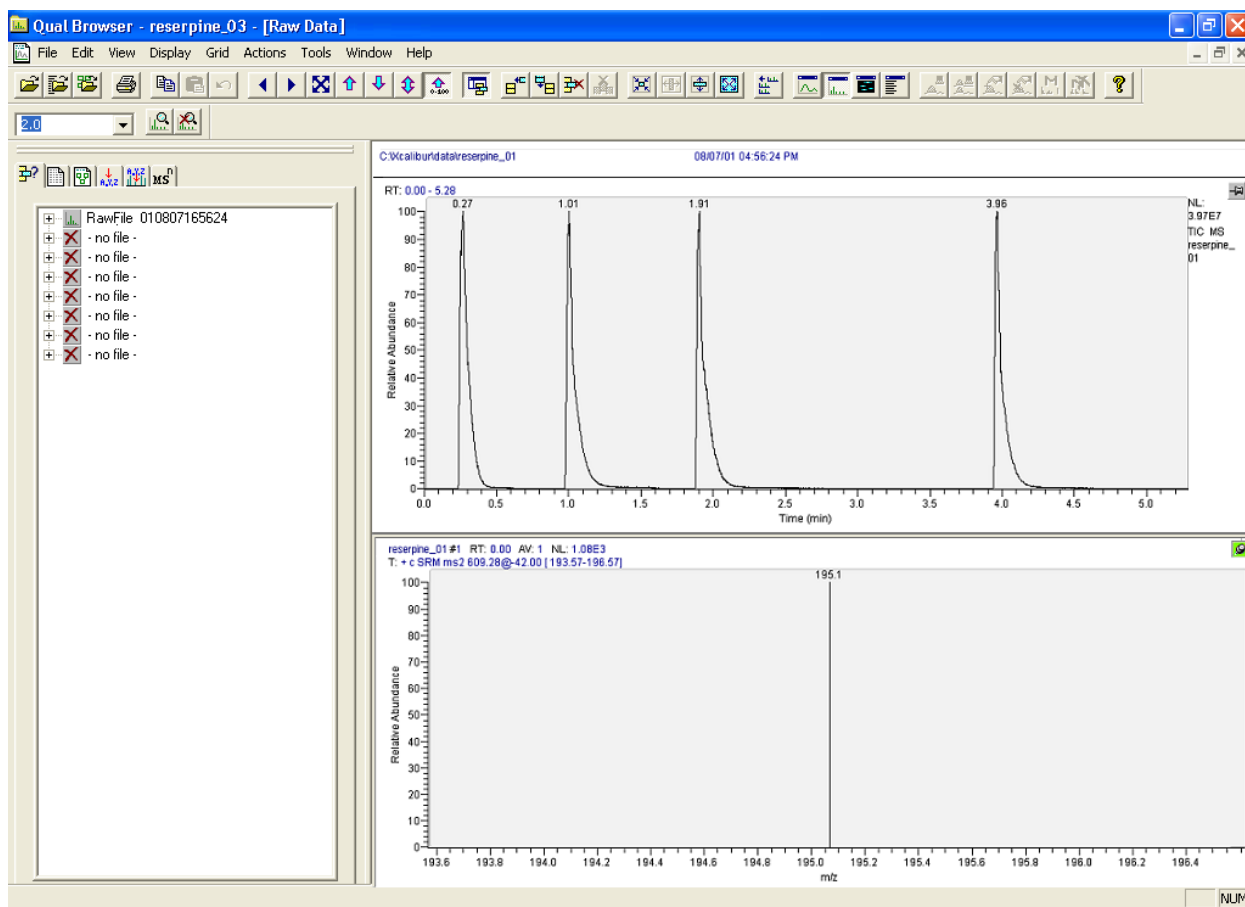 Qual Browser - reserpine_03 - [Raw Data]
File Edit View Display Grid Actions Tools Window Help
2.0
RawFile 010807165624
- no file -
- no file -
- no file -
- no file -
- no file -
- no file -
- no file -
C:\Xcalibur\data\reserpine_01 08/07/01 04:56:24 PM
RT: 0.00 - 5.28
0.27 1.01 1.91 3.96
NL:
3.97E7
TIC MS
reserpine_
01
100
90
80
70
60
50
40
30
20
10
0
Relative Abundance
0.0 0.5 1.0 1.5 2.0 2.5 3.0 3.5 4.0 4.5 5.0
Time (min)
reserpine_01 #1 RT: 0.00 AV: 1 NL: 1.08E3
T: + c SRM ms2 609.28@-42.00 [ 193.57-196.57]
195.1
100
90
80
70
60
50
40
30
20
10
0
Relative Abundance
193.6 193.8 194.0 194.2 194.4 194.6 194.8 195.0 195.2 195.4 195.6 195.8 196.0 196.2 196.4
m/z
NUM